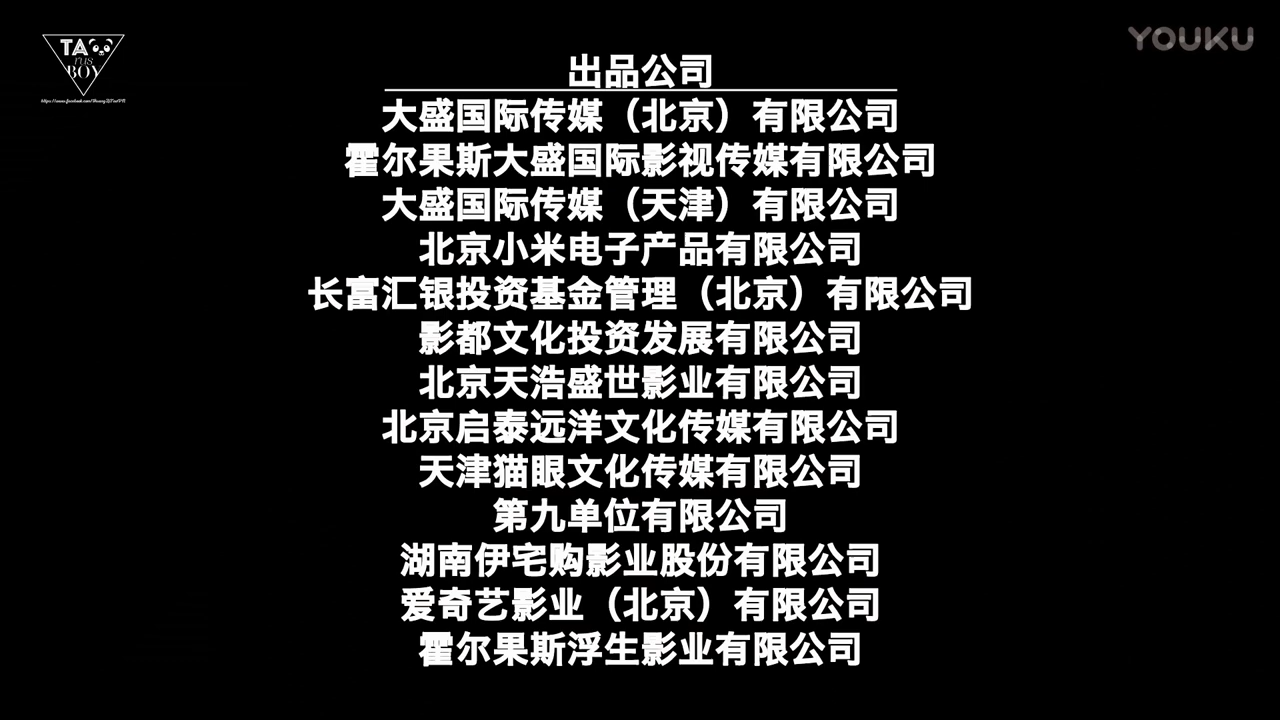 TA
rus
BOY
YOUKU
出品公司
大盛国际传媒（北京）有限公司
霍尔果斯大盛国际影视传媒有限公司
大盛国际传媒（天津）有限公司
北京小米电子产品有限公司
长富汇银投资基金管理（北京）有限公司
影都文化投资发展有限公司
北京天浩盛世影业有限公司
北京启泰远洋文化传媒有限公司
天津猫眼文化传媒有限公司
第九单位有限公司
湖南伊宅购影业股份有限公司
爱奇艺影业（北京）有限公司
霍尔果斯浮生影业有限公司